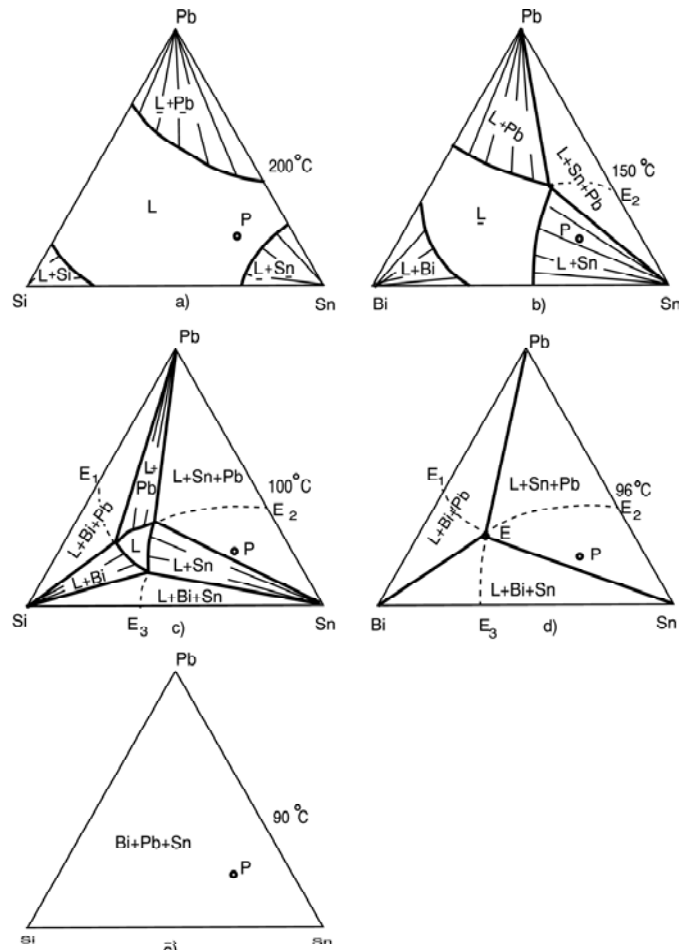 Pb
L+Pb
200°C
L
P
L+Si
L+Sn
Si
Sn
a)
Pb
L+Pb
L+Sn+Pb
150°C
E2
L
P
L+Bi
L+Sn
Bi
Sn
b)
Pb
E1
L+Pb
L+Sn+Pb
100°C
E2
L+Bi+Pb
L
P
L+Bi
L+Sn
L+Bi+Sn
Si
Sn
E3
c)
Pb
E1
L+Sn+Pb
96°C
E2
L+Bi+Pb
E
P
L+Bi+Sn
Bi
Sn
E3
d)
Pb
90°C
Bi+Pb+Sn
P
Si
Sn